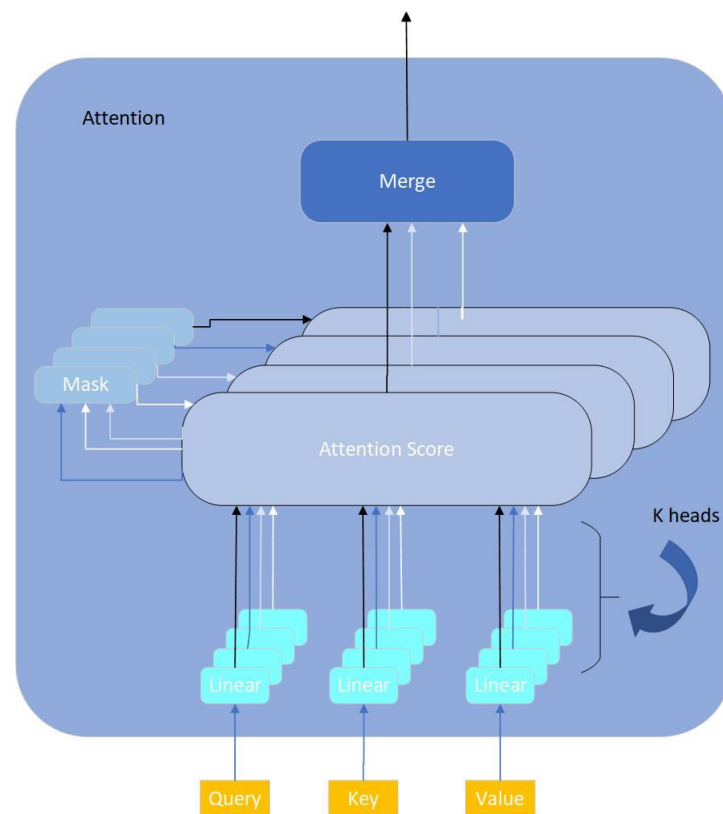 Attention
Merge
Mask
Attention Score
K heads
Linear
Linear
Linear
Query
Key
Value